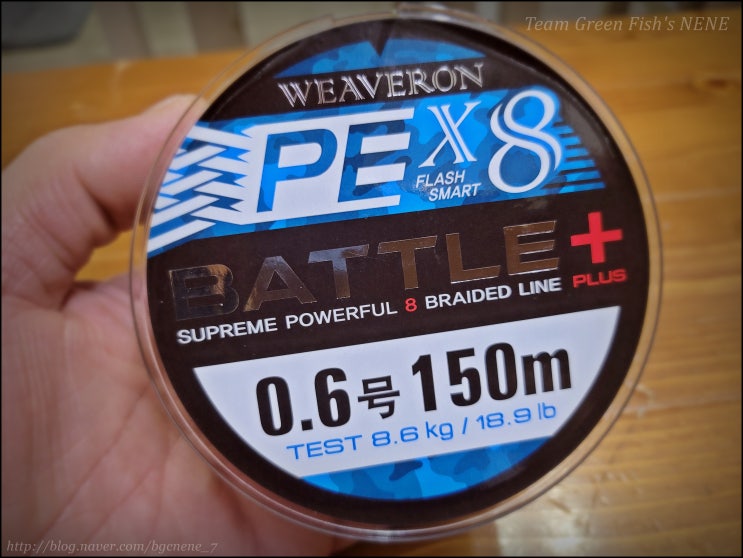 Team Green Fish's NENE
WEAVERON
PE X8
FLASH
SMART
BATTLE+
SUPREME POWERFUL 8 BRAIDED LINE PLUS
0.6号 150m
TEST 8.6 kg / 18.9 lb
http://blog.naver.com/bgcnene_7